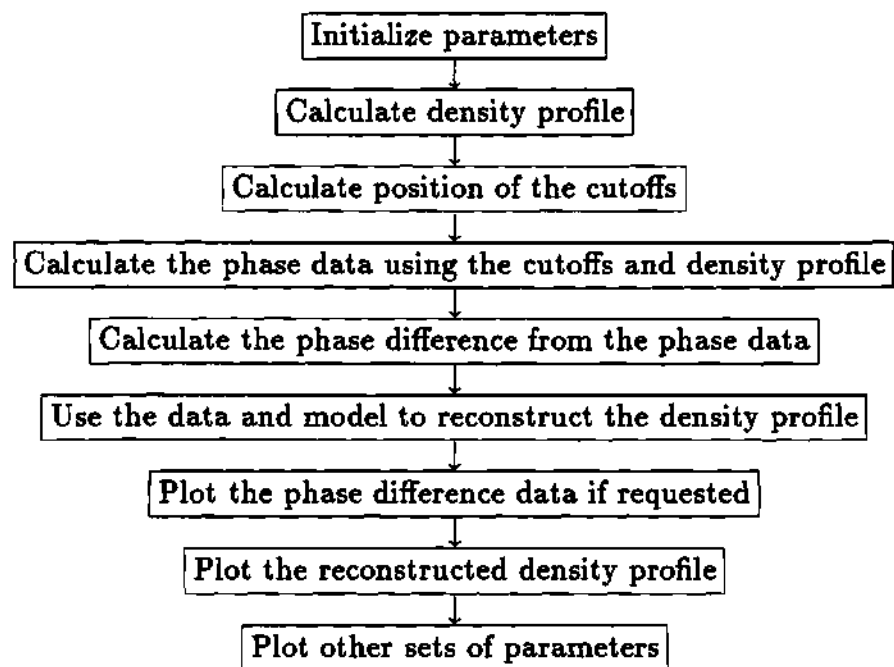 Initialize parameters
Calculate density profile
Calculate position of the cutoffs
Calculate the phase data using the cutoffs and density profile
Calculate the phase difference from the phase data
Use the data and model to reconstruct the density profile
Plot the phase difference data if requested
Plot the reconstructed density profile
Plot other sets of parameters